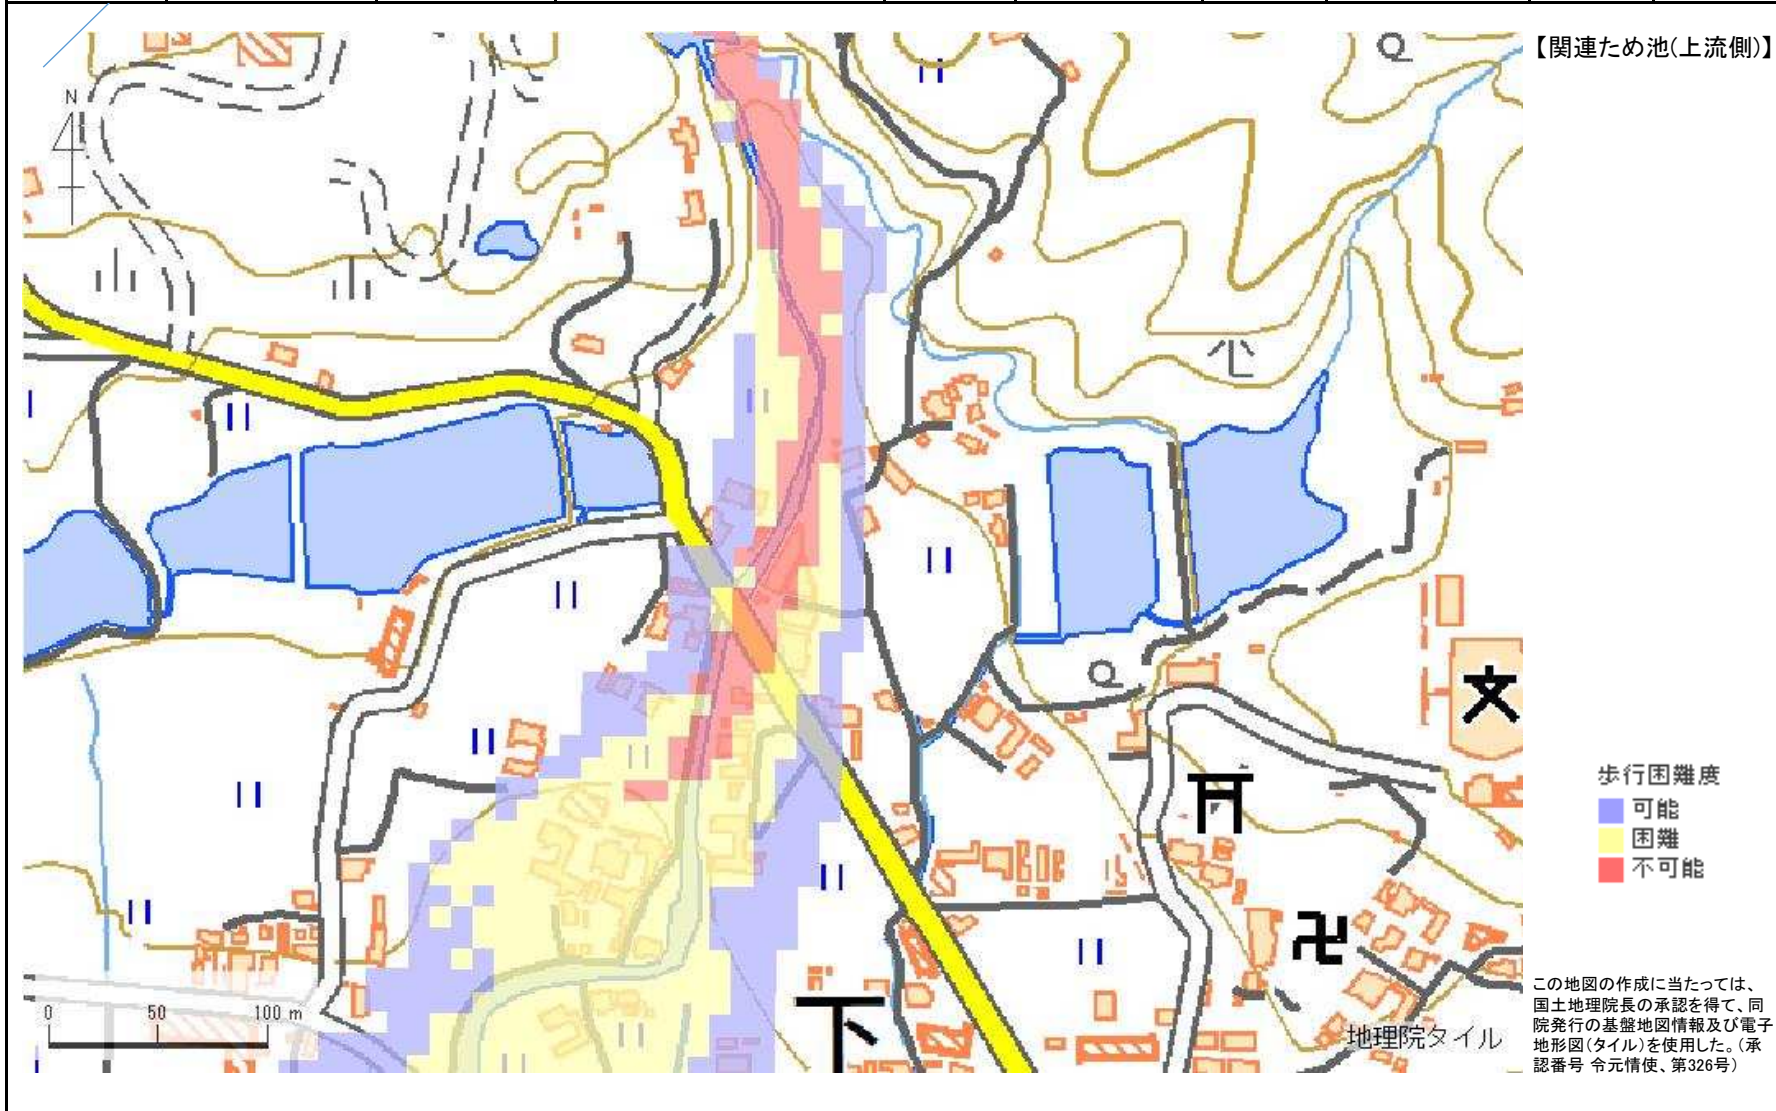 【関連ため池(上流側)】
N
文
下
歩行困難度
可能
困難
不可能
0 50 100 m
地理院タイル
この地図の作成に当たっては、
国土地理院長の承認を得て、同
院発行の基盤地図情報及び電子
地形図(タイル)を使用した。(承
認番号 令元情使、第326号)